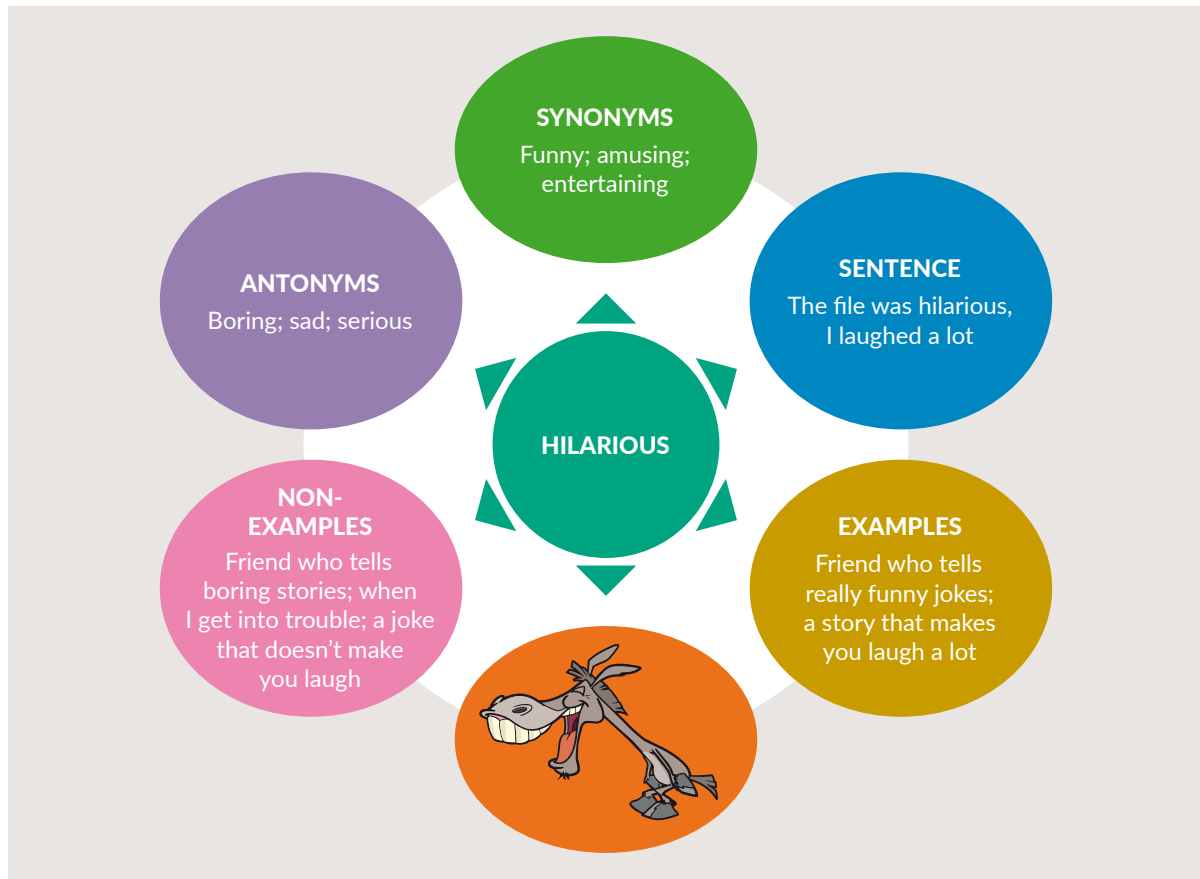 SYNONYMS
Funny; amusing;
entertaining
SENTENCE
The file was hilarious,
I laughed a lot
EXAMPLES
Friend who tells
really funny jokes;
a story that makes
you laugh a lot
NON-
EXAMPLES
Friend who tells
boring stories; when
I get into trouble; a joke
that doesn’t make
you laugh
ANTONYMS
Boring; sad; serious
HILARIOUS